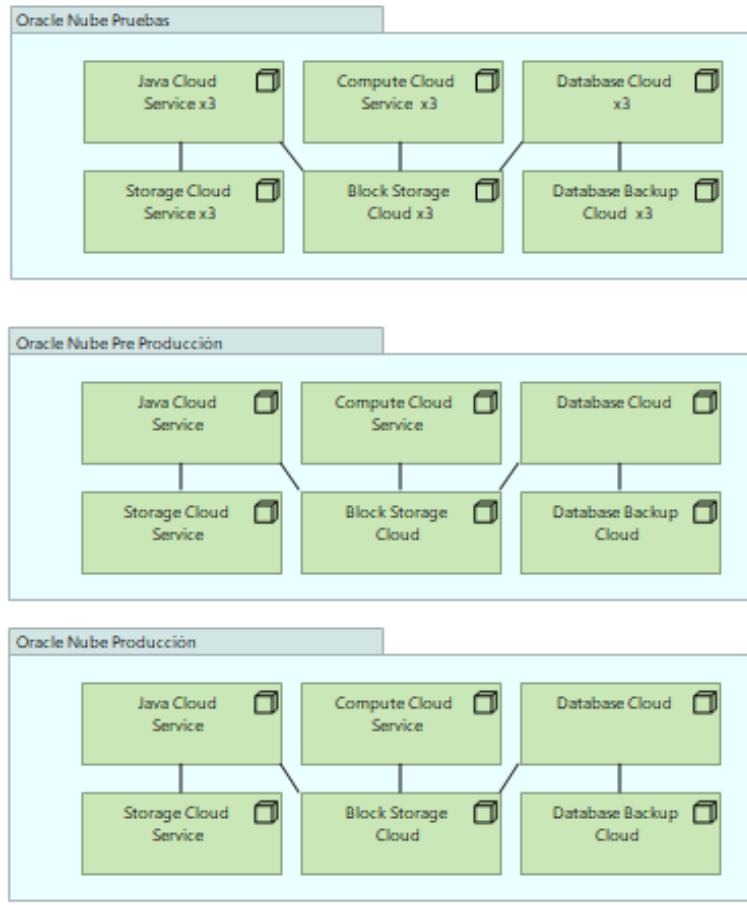 Oracle Nube Pruebas
Java Cloud
Service x3
Compute Cloud
Service x3
Database Cloud
x3
Storage Cloud
Service x3
Block Storage
Cloud x3
Database Backup
Cloud x3
Oracle Nube Pre Producción
Java Cloud
Service
Compute Cloud
Service
Database Cloud
Storage Cloud
Service
Block Storage
Cloud
Database Backup
Cloud
Oracle Nube Producción
Java Cloud
Service
Compute Cloud
Service
Database Cloud
Storage Cloud
Service
Block Storage
Cloud
Database Backup
Cloud